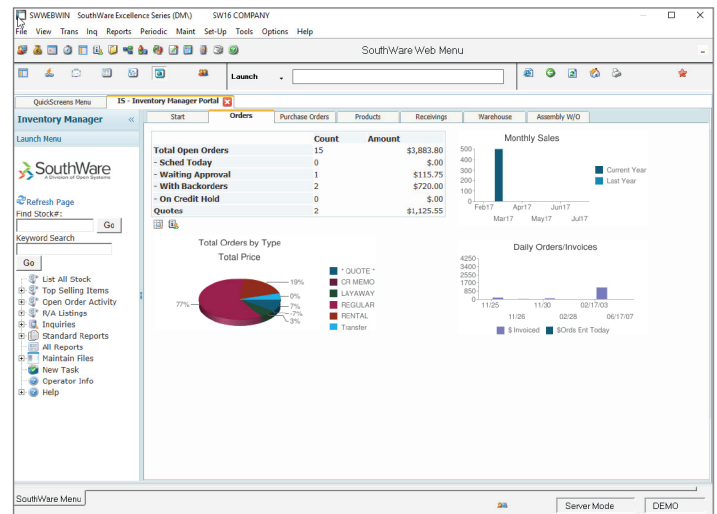 SWWEBWIN SouthWare Excellence Series (DM\) SW16 COMPANY
File View Trans Inq Reports Periodic Maint Set-Up Tools Options Help
SouthWare Web Menu
Launch
QuickScreens Menu
IS - Inventory Manager Portal
Inventory Manager «
Launch Menu
SouthWare
A Division of Open Systems
Refresh Page
Find Stock#:
Go
Keyword Search
Go
List All Stock
Top Selling Items
Open Order Activity
R/A Listings
Inquiries
Standard Reports
All Reports
Maintain Files
New Task
Operator Info
Help
Start Orders Purchase Orders Products Receivings Warehouse Assembly W/O
Count Amount
Total Open Orders 15 $3,883.80
- Sched Today 0 $.00
- Waiting Approval 1 $115.75
- With Backorders 2 $720.00
- On Credit Hold 0 $.00
Quotes 2 $1,125.55
Monthly Sales
500
400
300
200
100
0
Feb17 Apr17 Jun17
Mar17 May17 Jul17
Current Year
Last Year
Total Orders by Type
Total Price
77%
19%
0%
7%
-7%
3%
* QUOTE *
CR MEMO
LAYAWAY
REGULAR
RENTAL
Transfer
Daily Orders/Invoices
4250
3400
2550
1700
850
0
11/25 11/30 02/17/03
11/26 02/28 06/17/07
$ Invoiced $Ords Ent Today
SouthWare Menu
Server Mode DEMO